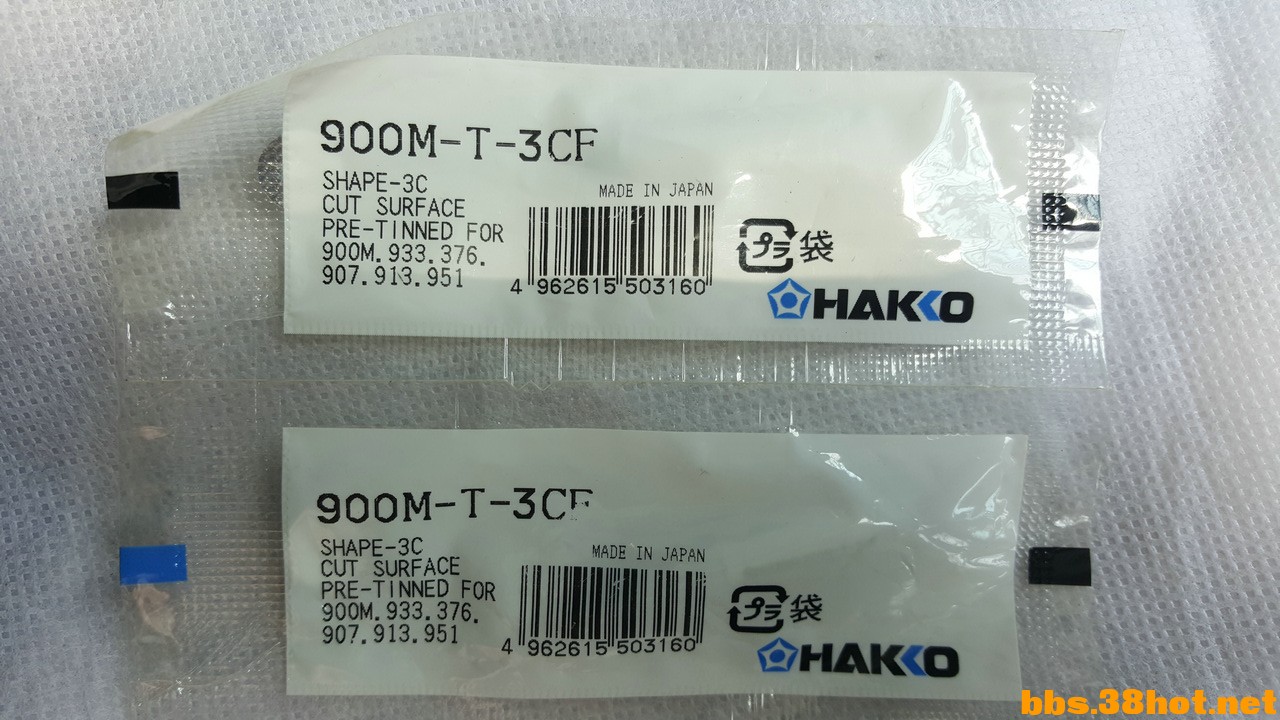 900M-T-3CF
SHAPE-3C
CUT SURFACE
PRE-TINNED FOR
900M.933.376.
907.913.951
MADE IN JAPAN
4 962615 503160
プラ 袋
HAKKO
900M-T-3CF
SHAPE-3C
CUT SURFACE
PRE-TINNED FOR
900M.933.376.
907.913.951
MADE IN JAPAN
4 962615 503160
プラ 袋
HAKKO
bbs.38hot.net